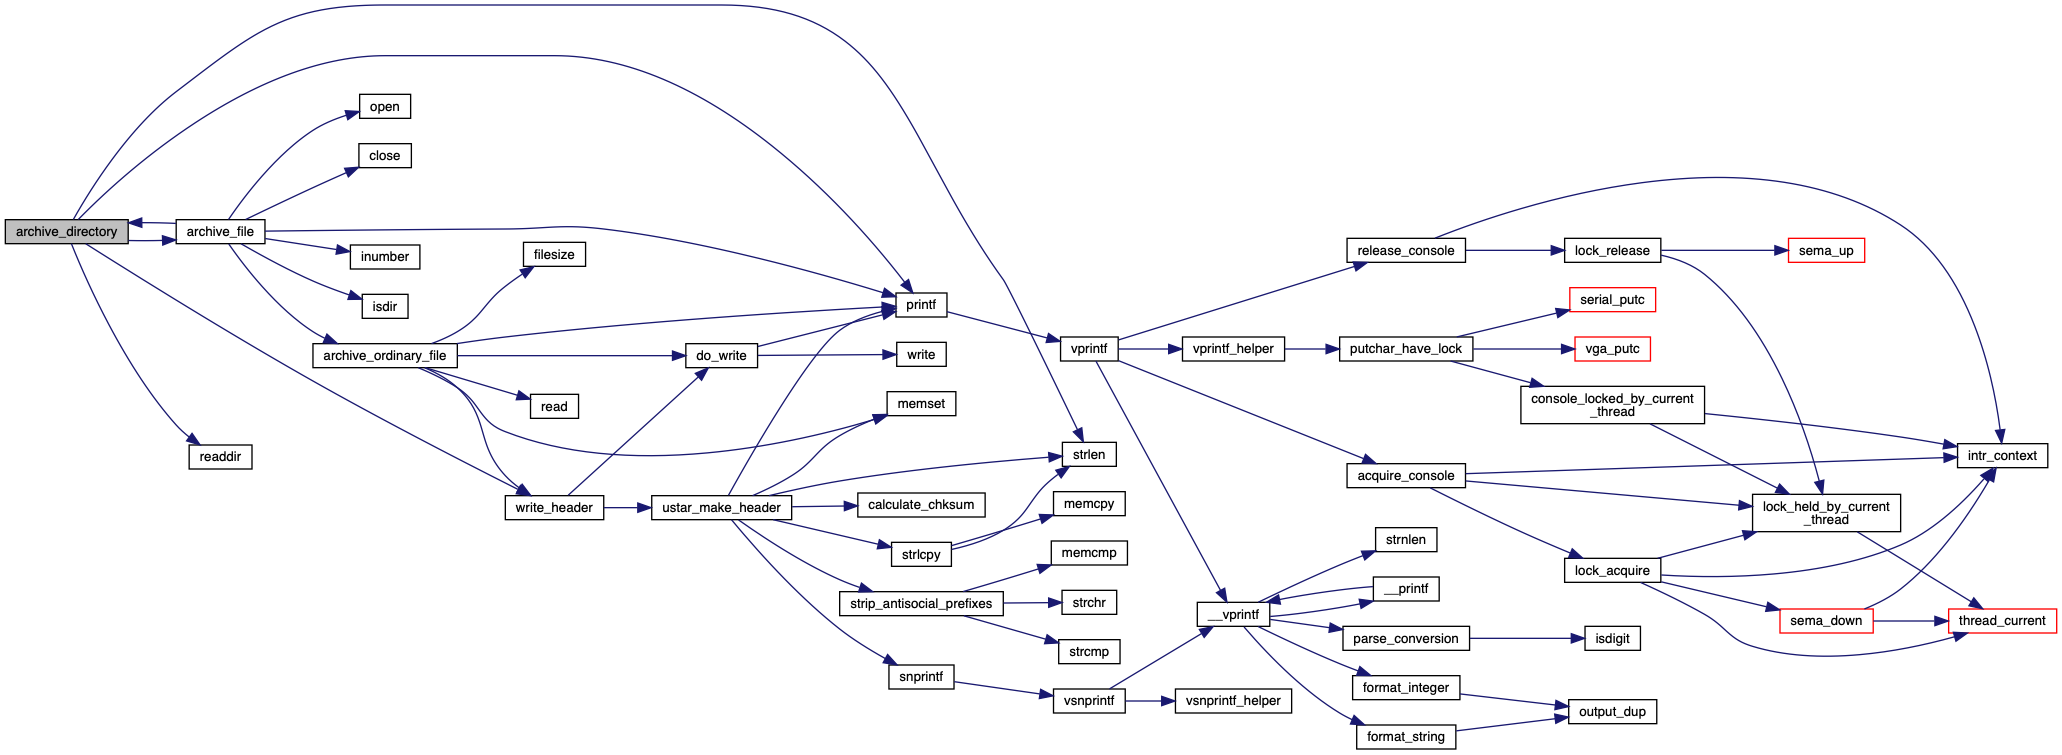 archive_directory
archive_file
open
close
inumber
isdir
archive_ordinary_file
readdir
filesize
read
write_header
do_write
ustar_make_header
printf
write
memset
calculate_chksum
strlcpy
strip_antisocial_prefixes
snprintf
strlen
memcpy
memcmp
strchr
strcmp
vprintf
vsnprintf
vprintf_helper
__vprintf
vsnprintf_helper
release_console
putchar_have_lock
acquire_console
strnlen
__printf
parse_conversion
format_integer
format_string
lock_release
serial_putc
vga_putc
console_locked_by_current
_thread
lock_acquire
isdigit
output_dup
sema_up
lock_held_by_current
_thread
sema_down
intr_context
thread_current